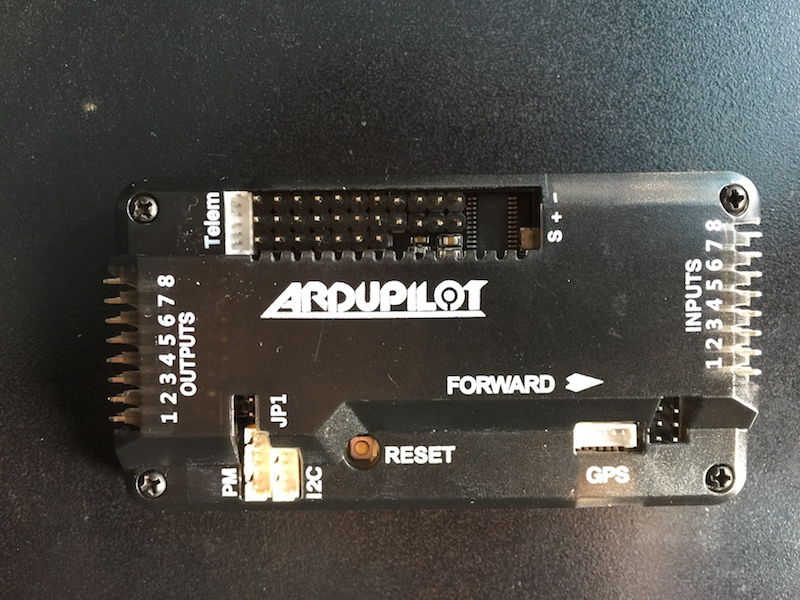 Telem
S + -
ARDUPILOT
1 2 3 4 5 6 7 8
OUTPUTS
INPUTS
1 2 3 4 5 6 7 8
FORWARD
JP1
RESET
PM
I2C
GPS